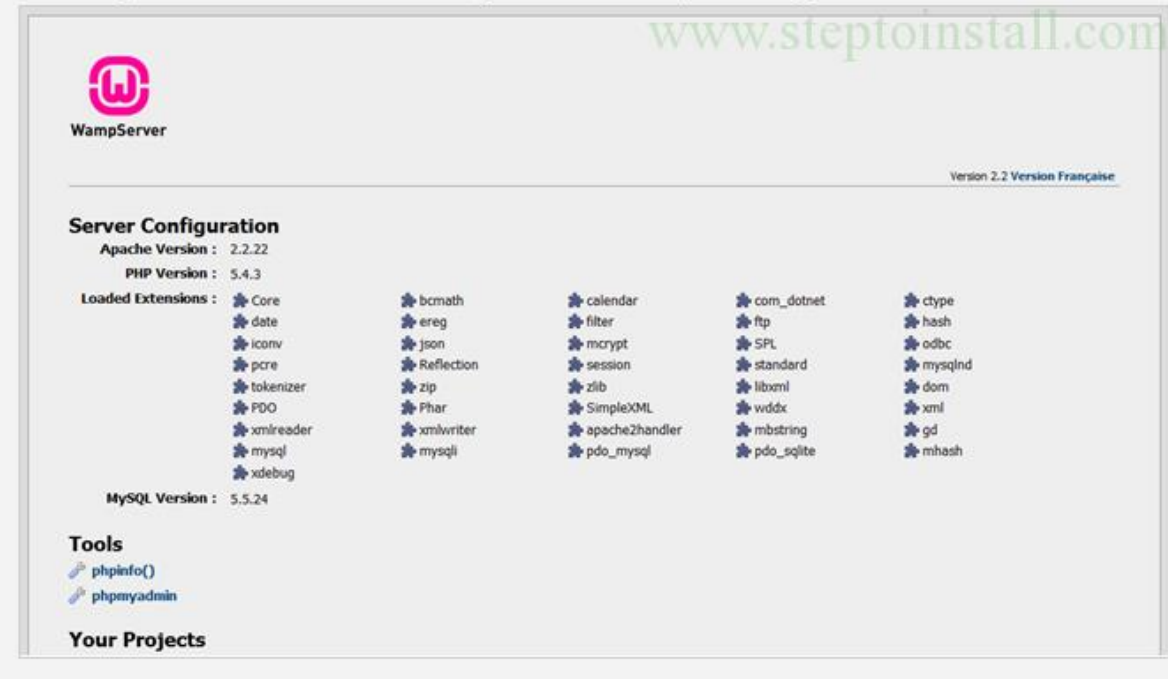 www.steptoinstall.com
WampServer
Version 2.2 Version Française
Server Configuration
Apache Version : 2.2.22
PHP Version : 5.4.3
Loaded Extensions : Core bcmath calendar com_dotnet ctype
date ereg filter ftp hash
iconv json mcrypt SPL odbc
pcre Reflection session standard mysqlnd
tokenizer zip zlib libxml dom
PDO Phar SimpleXML wddx xml
xmlreader xmlwriter apache2handler mbstring gd
mysql mysqli pdo_mysql pdo_sqlite mhash
xdebug
MySQL Version : 5.5.24
Tools
phpinfo()
phpmyadmin
Your Projects